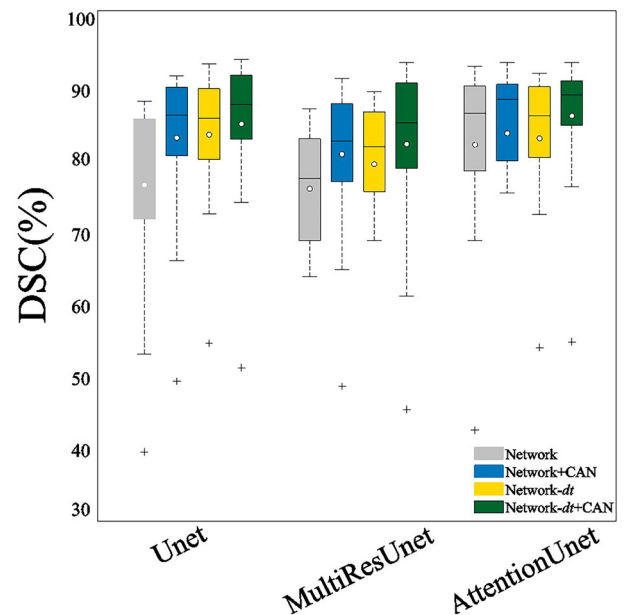 100
90
80
70
60
50
40
30
DSC(%)
Network
Network+CAN
Network-dt
Network-dt+CAN
Unet
MultiResUnet
AttentionUnet